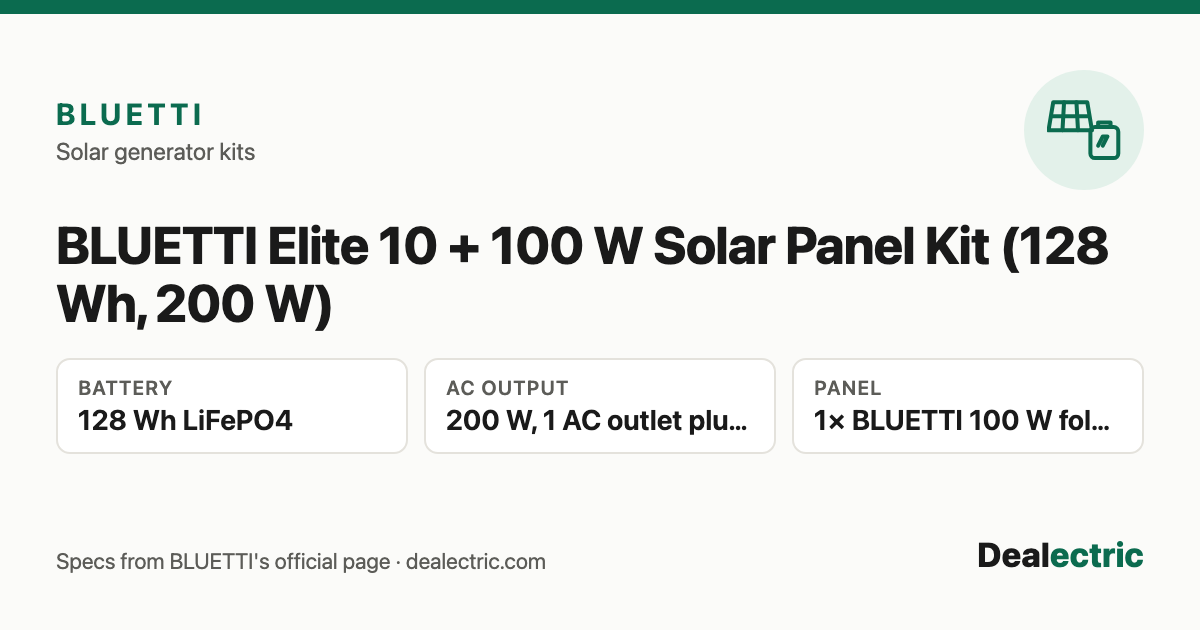 BLUETTI
Solar generator kits
BLUETTI Elite 10 + 100 W Solar Panel Kit (128
Wh, 200 W)
BATTERY
128 Wh LiFePO4
AC OUTPUT
200 W, 1 AC outlet plu...
PANEL
1× BLUETTI 100 W fol...
Specs from BLUETTI's official page · dealectric.com
Dealectric